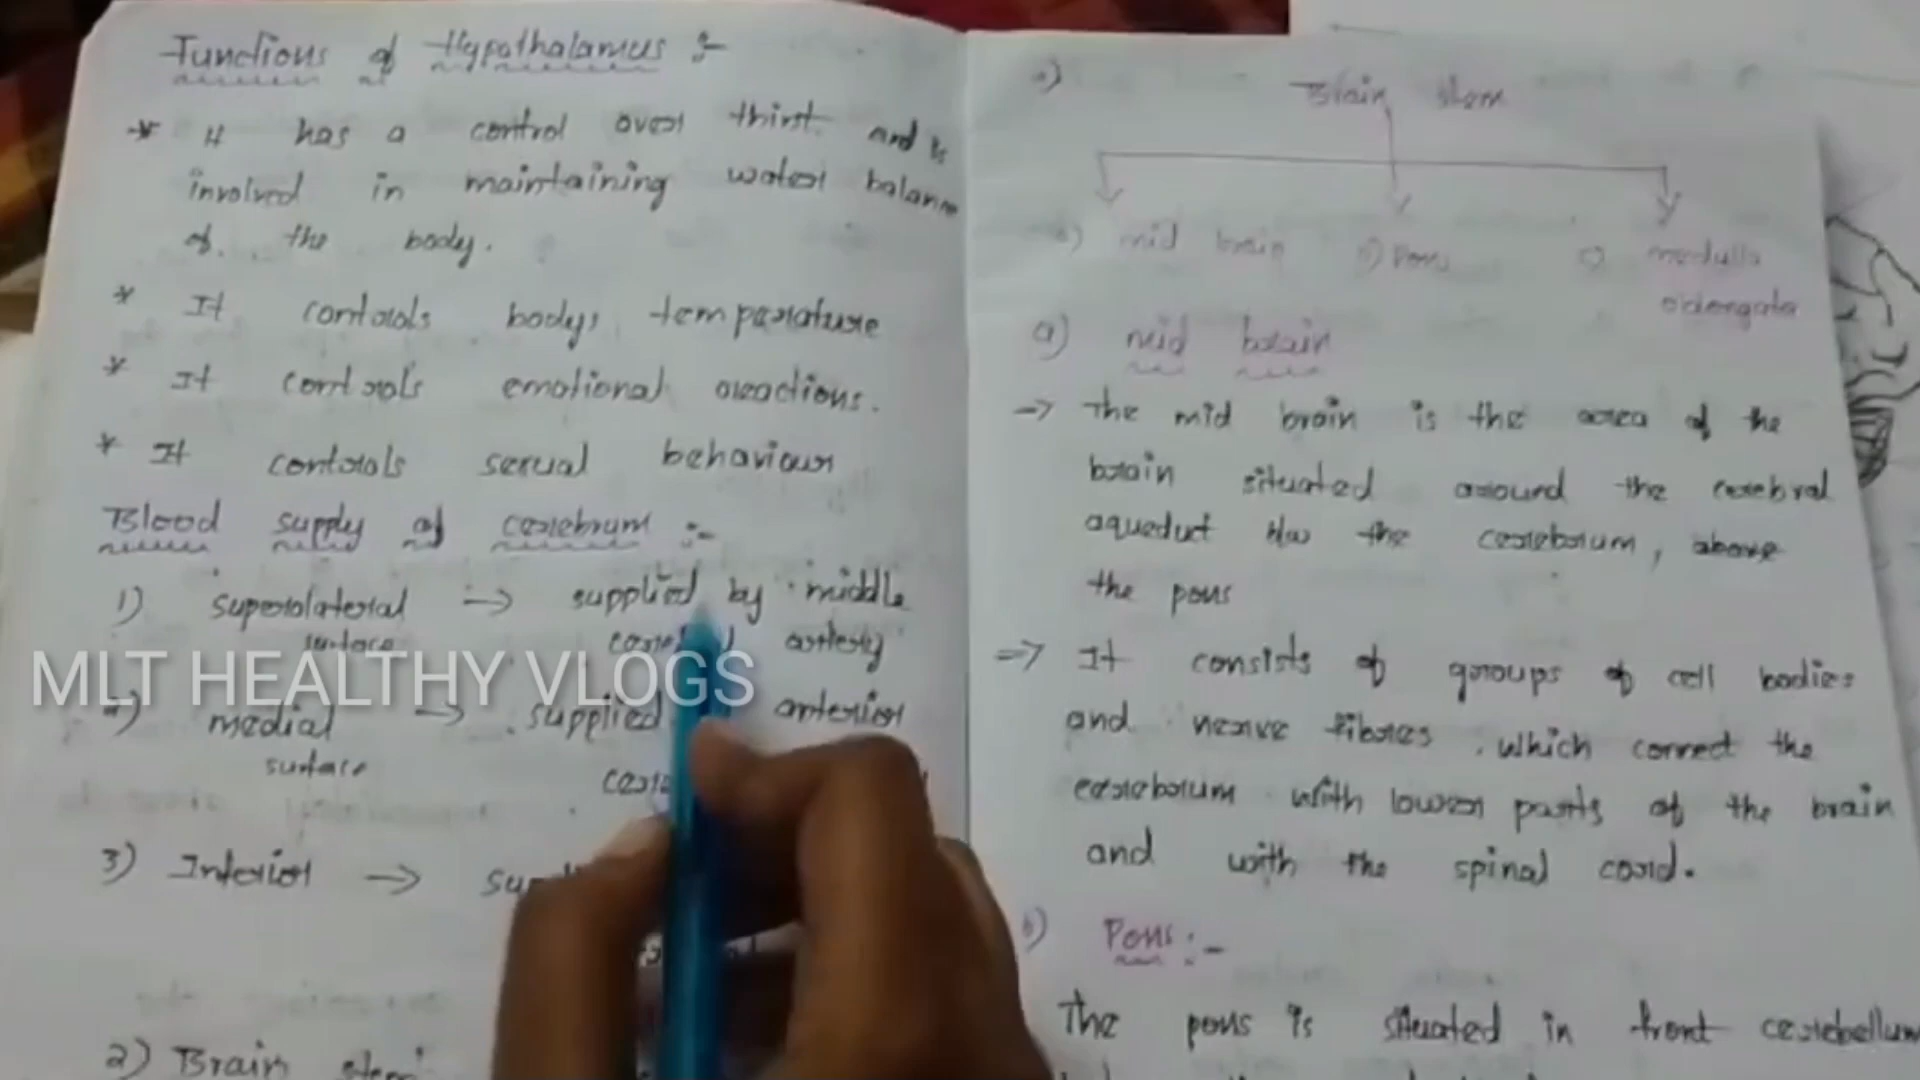 Functions of Hypothalamus :-
* It has a control over thirst and is
involved in maintaining water balance
of the body.
* It controls body temperature
* It controls emotional reactions.
* It controls sexual behaviour
Blood supply of cerebrum :-
1) superolaterial -> supplied by middle
surface artery
MLT HEALTHY VLOGS
2) medial -> supplied anterior
surface
3) Inferior ->
2) Brain stem
2) Brain stem
a) mid brain b) Pons c) medulla
oblongata
a) mid brain
-> The mid brain is the area of the
brain situated around the cerebral
aqueduct b/w the cerebrum, above
the pons
=> It consists of groups of cell bodies
and nerve fibres, which connect the
cerebrum with lower parts of the brain
and with the spinal cord.
b) Pons :-
The pons is situated in front cerebellum